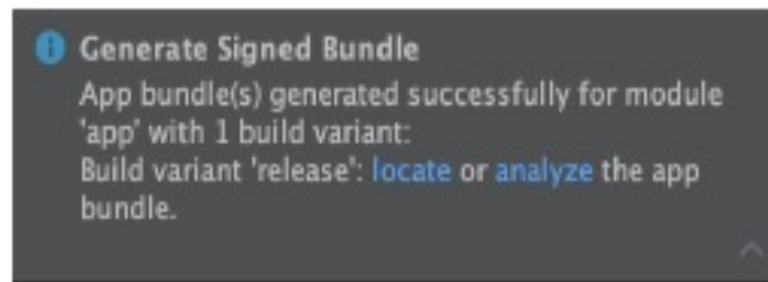 Generate Signed Bundle
App bundle(s) generated successfully for module
'app' with 1 build variant:
Build variant 'release': locate or analyze the app
bundle.